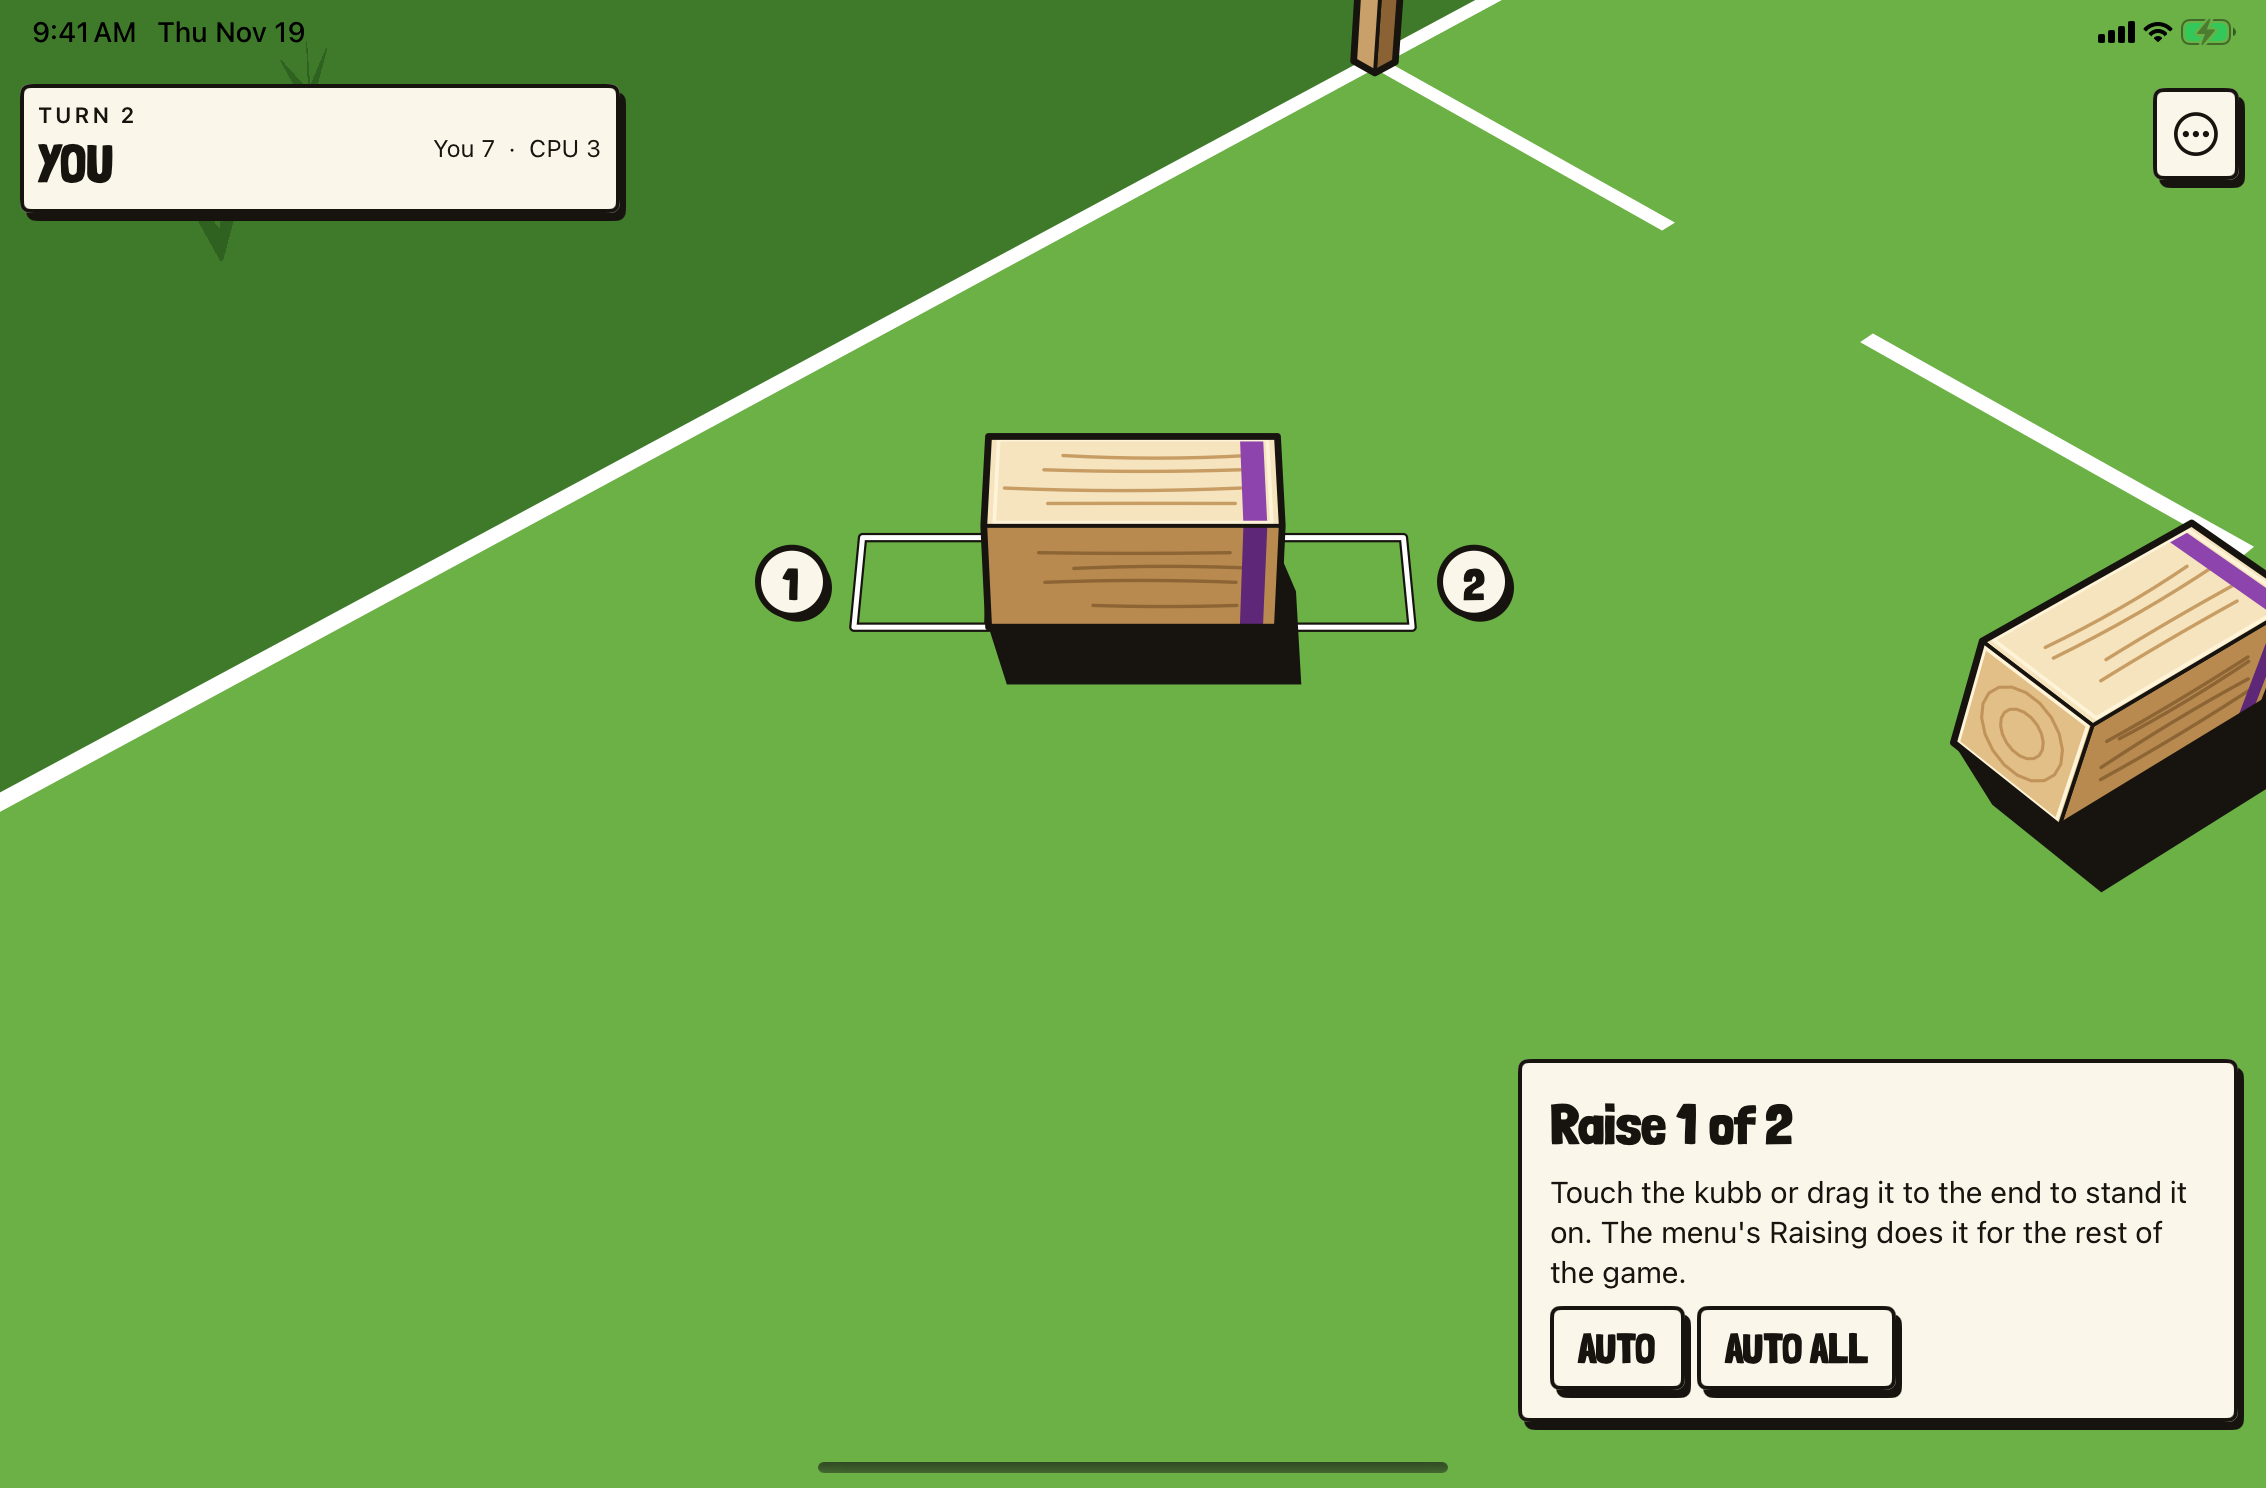 9:41 AM Thu Nov 19
TURN 2
YOU
You 7 · CPU 3
1
2
Raise 1 of 2
Touch the kubb or drag it to the end to stand it
on. The menu's Raising does it for the rest of
the game.
AUTO
AUTO ALL